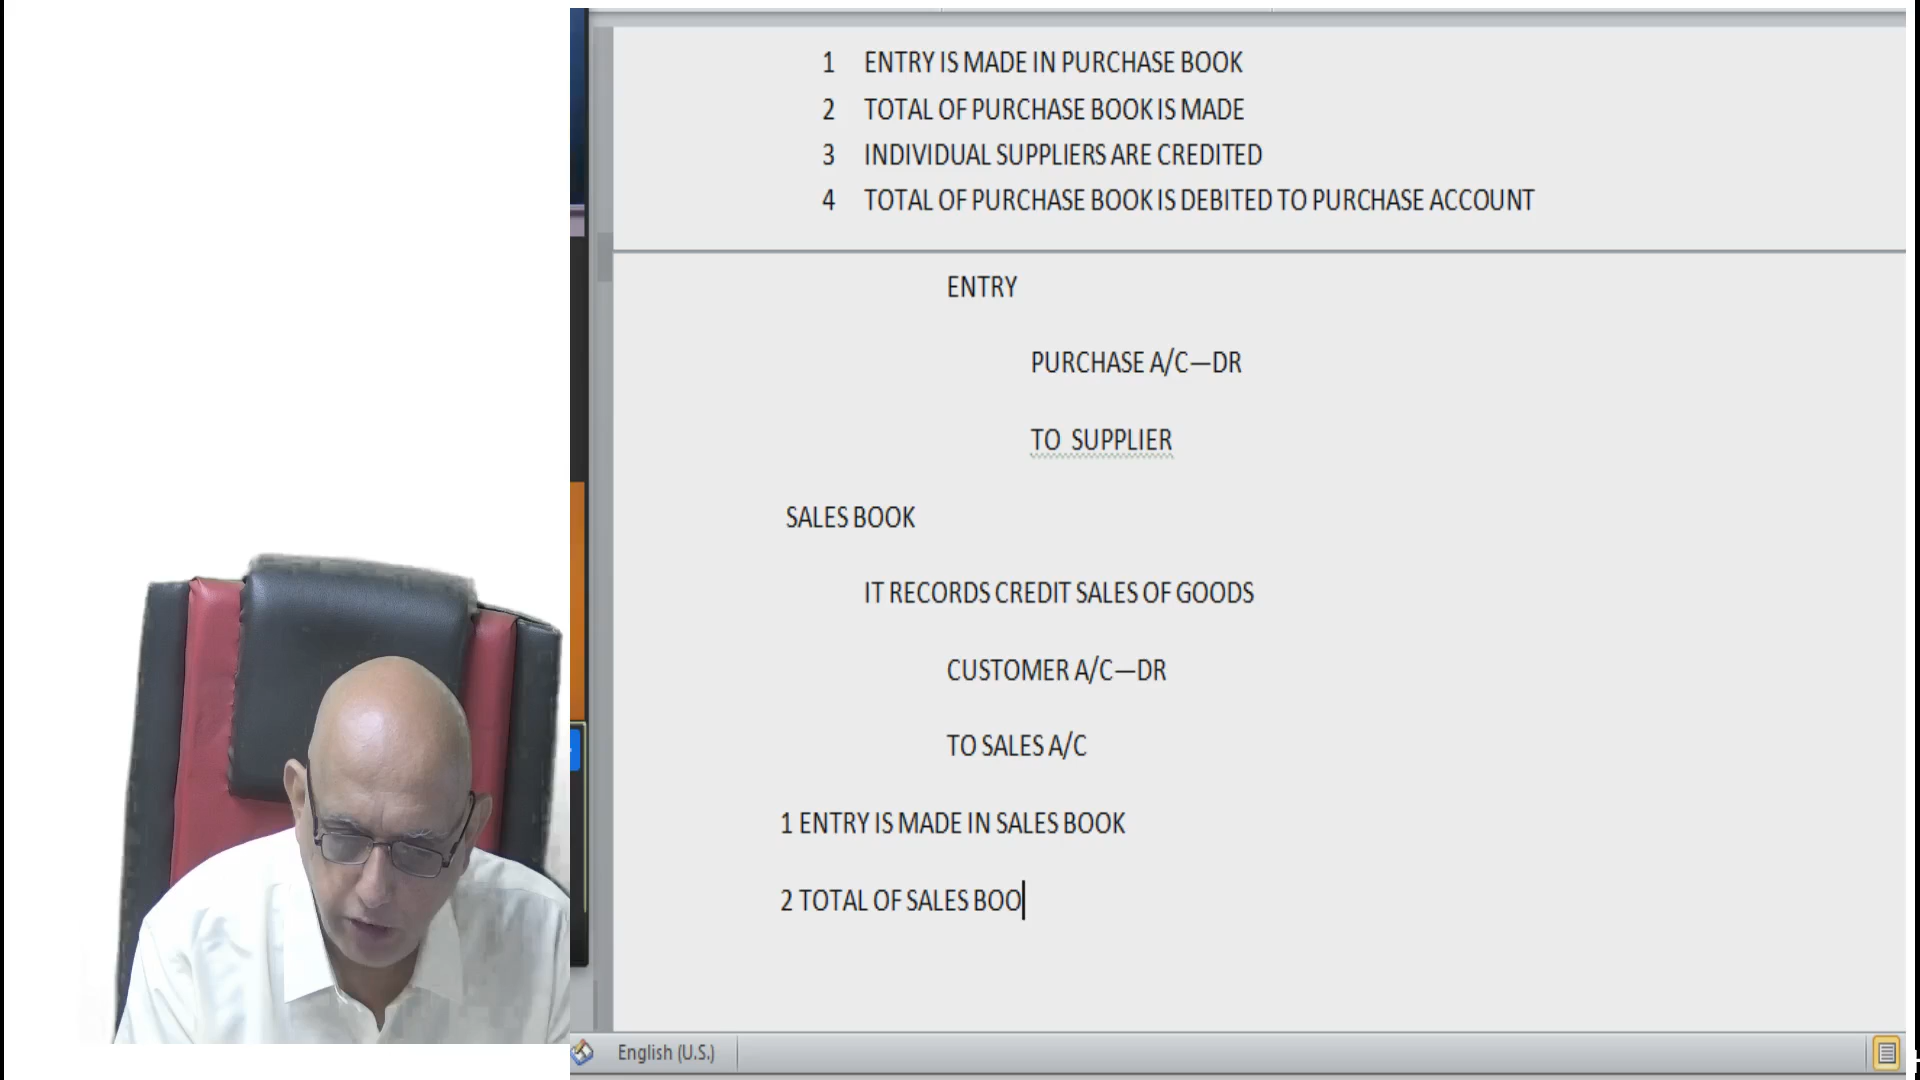 1 ENTRY IS MADE IN PURCHASE BOOK
2 TOTAL OF PURCHASE BOOK IS MADE
3 INDIVIDUAL SUPPLIERS ARE CREDITED
4 TOTAL OF PURCHASE BOOK IS DEBITED TO PURCHASE ACCOUNT
ENTRY
PURCHASE A/C—DR
TO SUPPLIER
SALES BOOK
IT RECORDS CREDIT SALES OF GOODS
CUSTOMER A/C—DR
TO SALES A/C
1 ENTRY IS MADE IN SALES BOOK
2 TOTAL OF SALES BOO
English (U.S.)